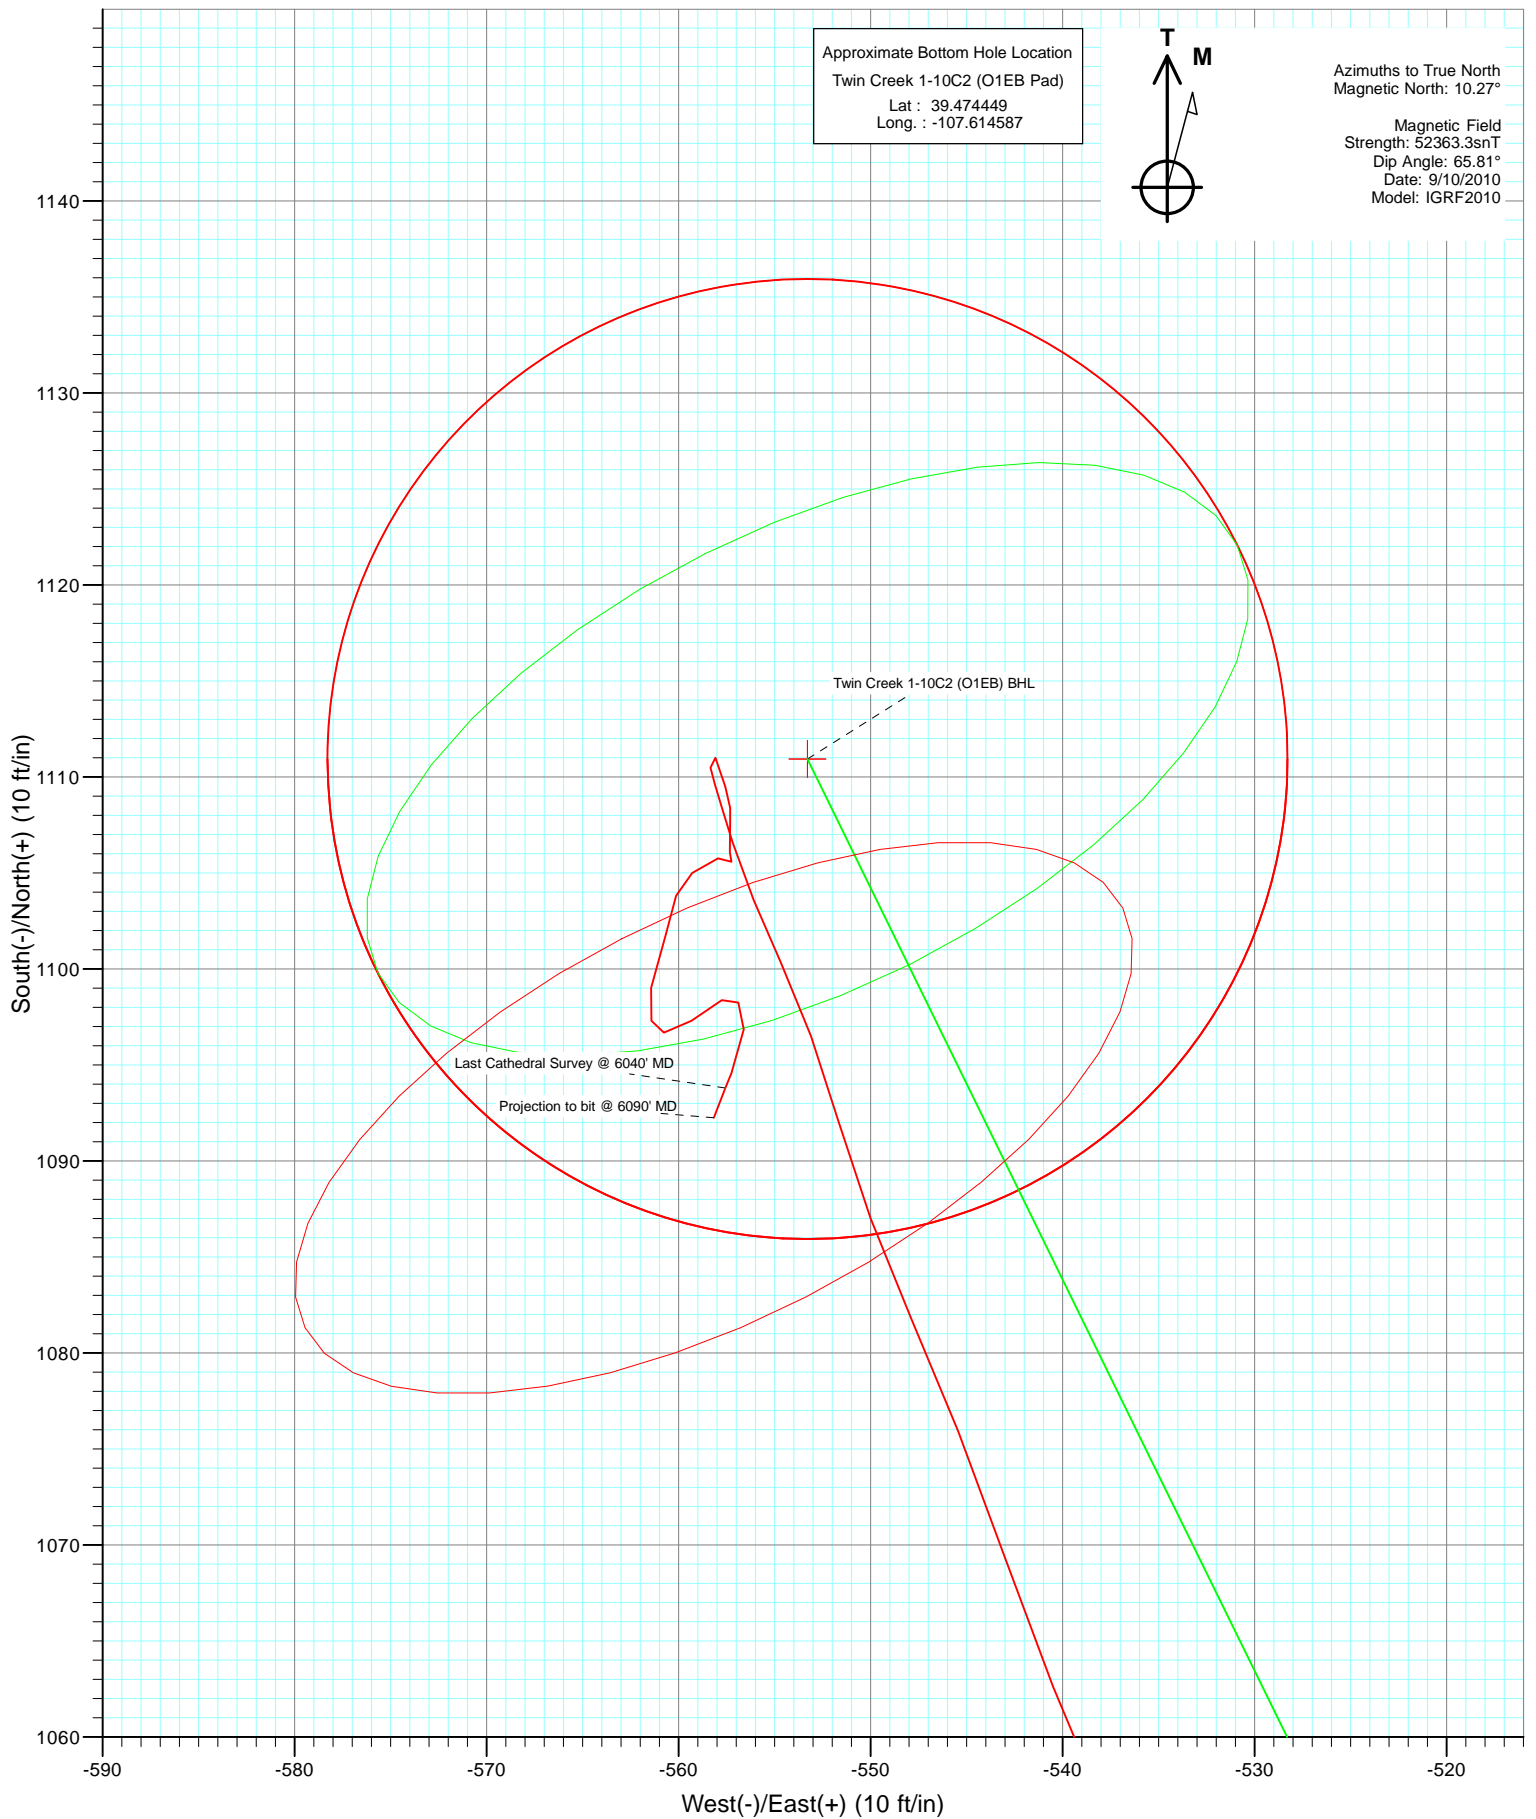 Approximate Bottom Hole Location
Twin Creek 1-10C2 (O1EB Pad)
Lat : 39.474449
Long. : -107.614587
T
M
Azimuths to True North
Magnetic North: 10.27°
Magnetic Field
Strength: 52363.3snT
Dip Angle: 65.81°
Date: 9/10/2010
Model: IGRF2010
1140
1130
1120
1110
1100
1090
1080
1070
1060
South(-)/North(+) (10 ft/in)
Twin Creek 1-10C2 (O1EB) BHL
Last Cathedral Survey @ 6040' MD
Projection to bit @ 6090' MD
-590
-580
-570
-560
-550
-540
-530
-520
West(-)/East(+) (10 ft/in)